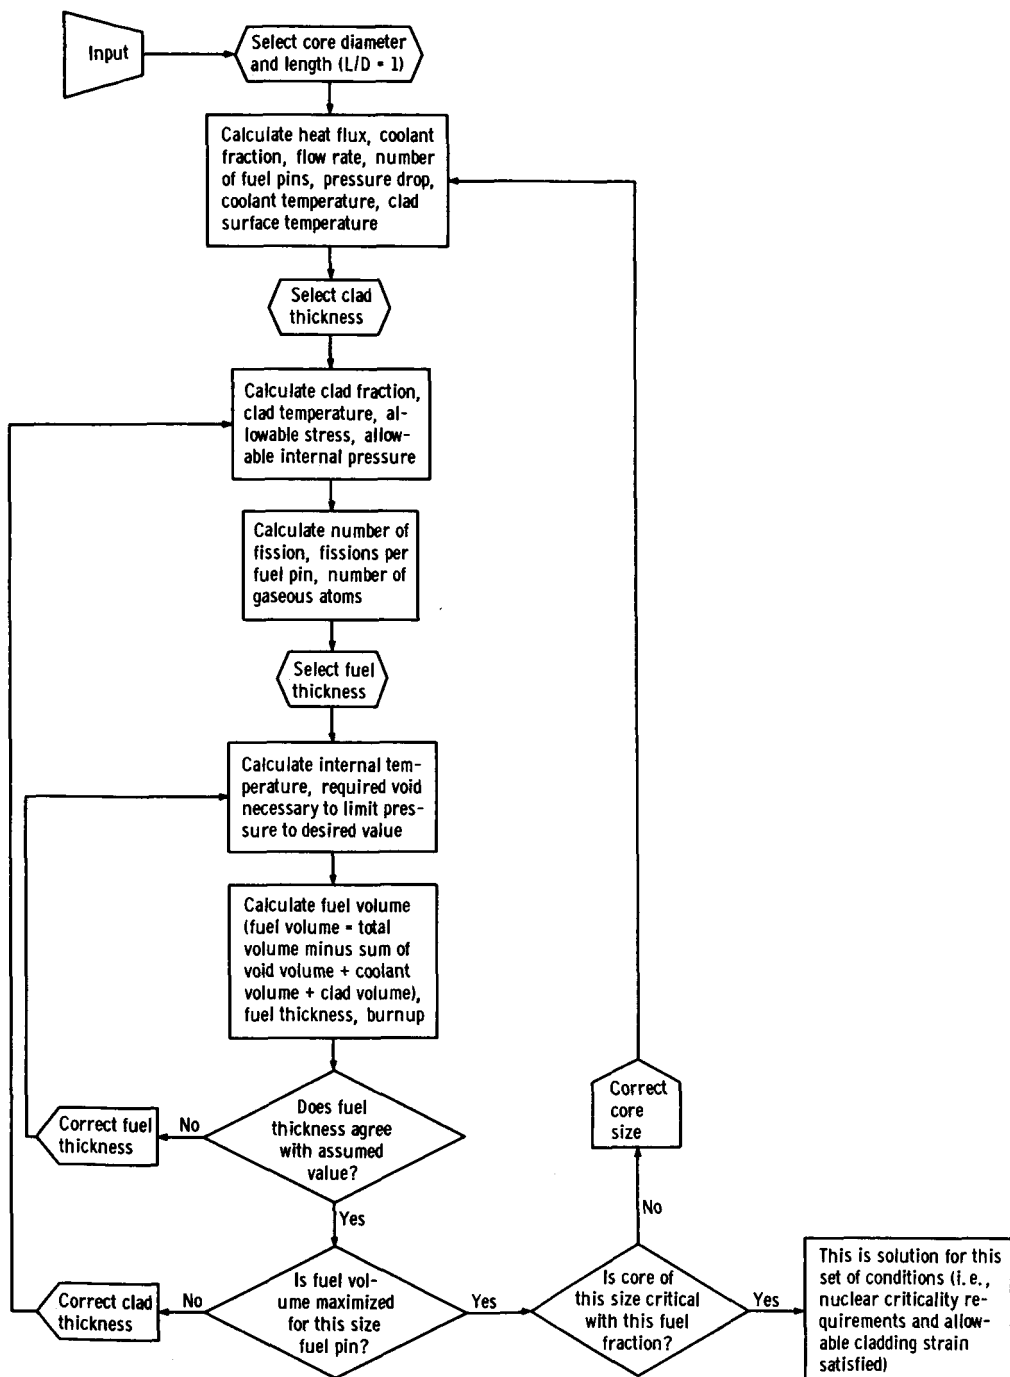 Input
Select core diameter
and length (L/D = 1)
Calculate heat flux, coolant
fraction, flow rate, number
of fuel pins, pressure drop,
coolant temperature, clad
surface temperature
Select clad
thickness
Calculate clad fraction,
clad temperature, al-
lowable stress, allow-
able internal pressure
Calculate number of
fission, fissions per
fuel pin, number of
gaseous atoms
Select fuel
thickness
Calculate internal tem-
perature, required void
necessary to limit pres-
sure to desired value
Calculate fuel volume
(fuel volume = total
volume minus sum of
void volume + coolant
volume + clad volume),
fuel thickness, burnup
Does fuel
thickness agree
with assumed
value?
No
Correct fuel
thickness
Yes
Is fuel vol-
ume maximized
for this size
fuel pin?
No
Correct clad
thickness
Yes
Is core of
this size critical
with this fuel
fraction?
No
Correct
core
size
Yes
This is solution for this
set of conditions (i.e.,
nuclear criticality re-
quirements and allow-
able cladding strain
satisfied)